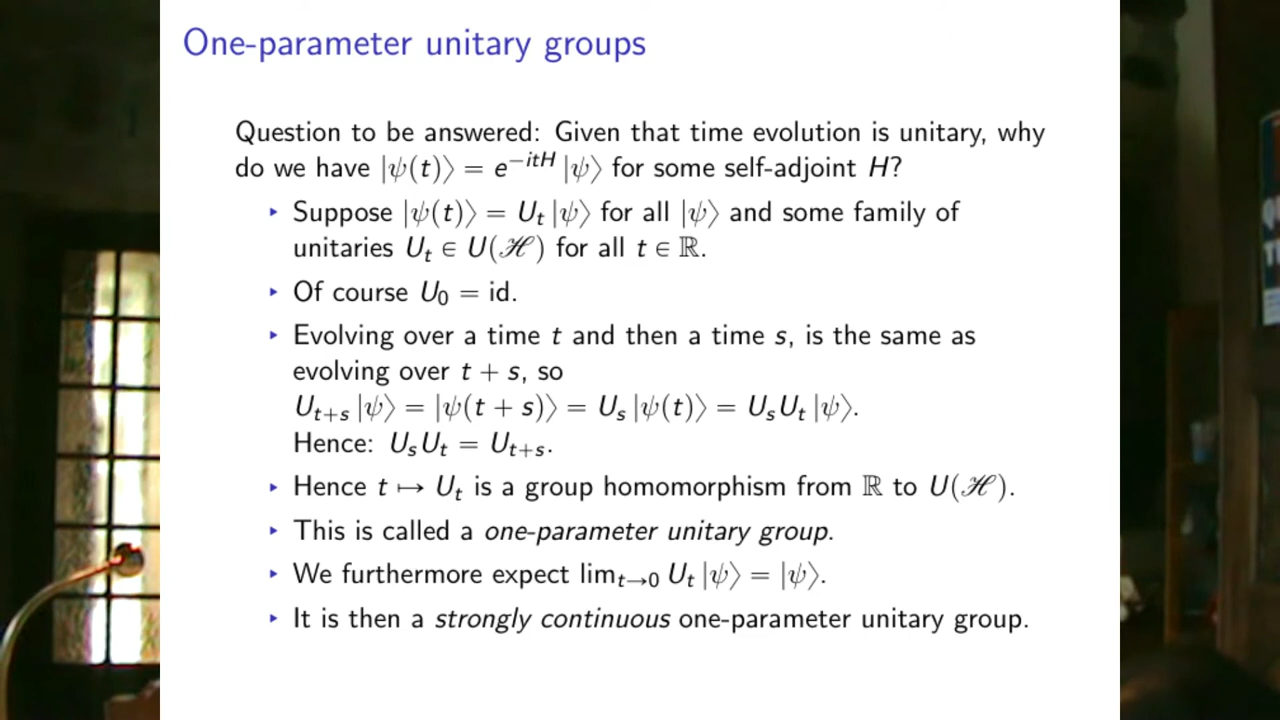 One-parameter unitary groups
Question to be answered: Given that time evolution is unitary, why
do we have |ψ(t)⟩ = e^{−itH} |ψ⟩ for some self-adjoint H?
‣ Suppose |ψ(t)⟩ = U_t |ψ⟩ for all |ψ⟩ and some family of
unitaries U_t ∈ U(ℋ) for all t ∈ ℝ.
‣ Of course U_0 = id.
‣ Evolving over a time t and then a time s, is the same as
evolving over t + s, so
U_{t+s} |ψ⟩ = |ψ(t + s)⟩ = U_s |ψ(t)⟩ = U_s U_t |ψ⟩.
Hence: U_s U_t = U_{t+s}.
‣ Hence t ↦ U_t is a group homomorphism from ℝ to U(ℋ).
‣ This is called a one-parameter unitary group.
‣ We furthermore expect lim_{t→0} U_t |ψ⟩ = |ψ⟩.
‣ It is then a strongly continuous one-parameter unitary group.